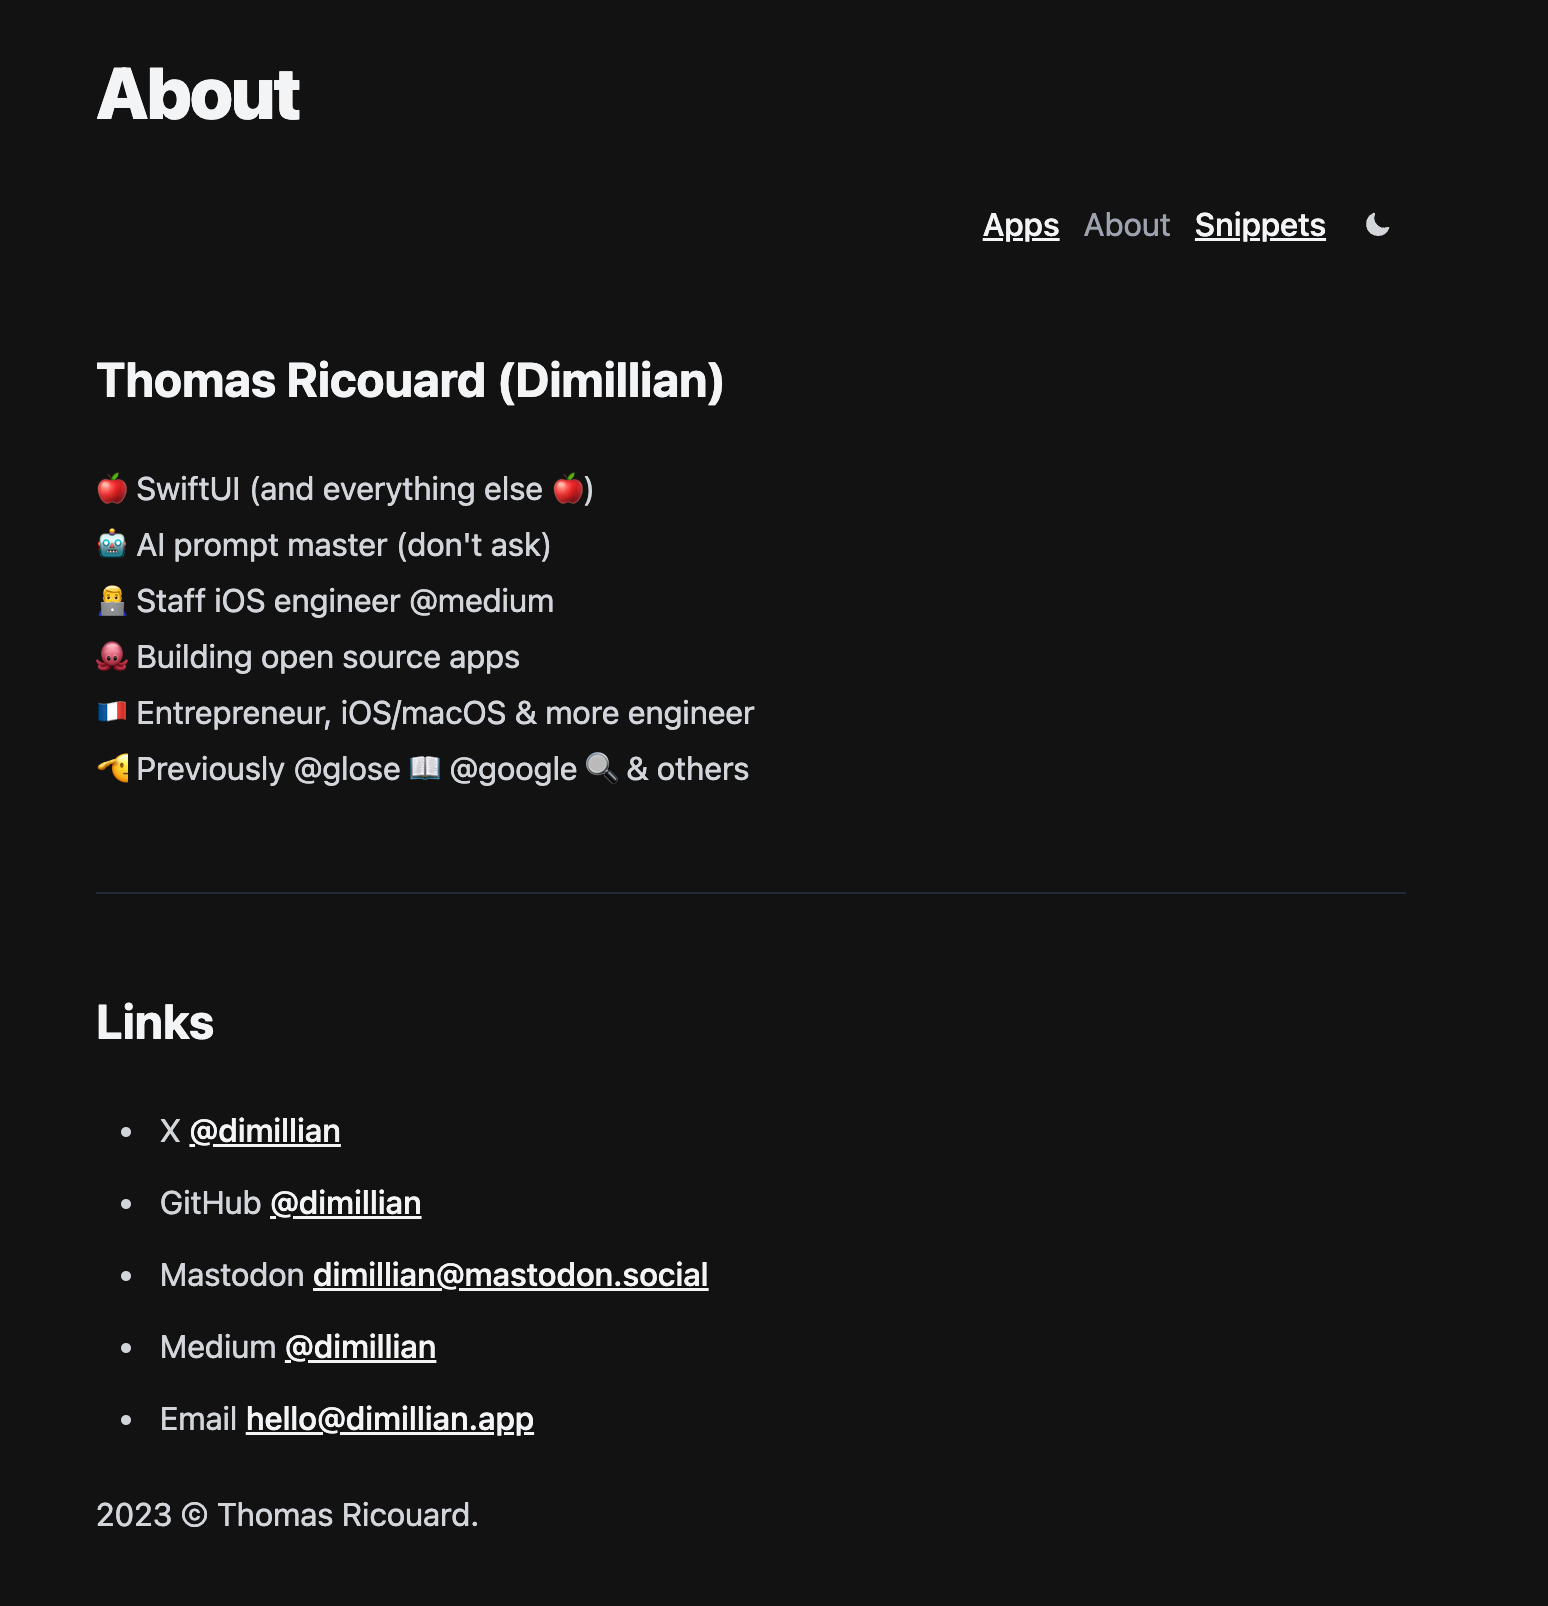 About
Apps About Snippets
Thomas Ricouard (Dimillian)
🍎 SwiftUI (and everything else 🍎)
🤖 AI prompt master (don't ask)
👨‍💻 Staff iOS engineer @medium
🐙 Building open source apps
🇫🇷 Entrepreneur, iOS/macOS & more engineer
🫡 Previously @glose 📖 @google 🔍 & others
Links
• X @dimillian
• GitHub @dimillian
• Mastodon dimillian@mastodon.social
• Medium @dimillian
• Email hello@dimillian.app
2023 © Thomas Ricouard.